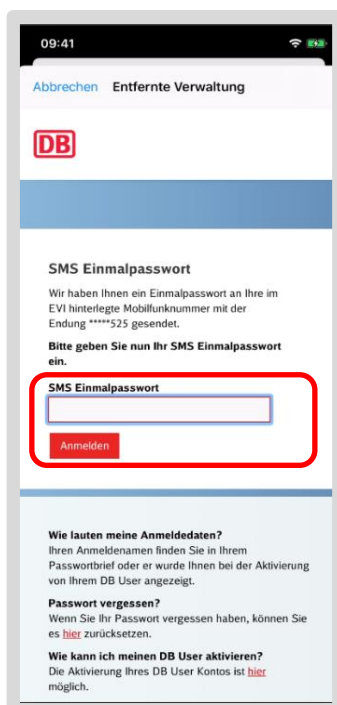 09:41
Abbrechen Entfernte Verwaltung
DB
SMS Einmalpasswort
Wir haben Ihnen ein Einmalpasswort an Ihre im
EVI hinterlegte Mobilfunknummer mit der
Endung *****525 gesendet.
Bitte geben Sie nun Ihr SMS Einmalpasswort
ein.
SMS Einmalpasswort
Anmelden
Wie lauten meine Anmeldedaten?
Ihren Anmeldenamen finden Sie in Ihrem
Passwortbrief oder er wurde Ihnen bei der Aktivierung
von Ihrem DB User angezeigt.
Passwort vergessen?
Wenn Sie Ihr Passwort vergessen haben, können Sie
es hier zurücksetzen.
Wie kann ich meinen DB User aktivieren?
Die Aktivierung Ihres DB User Kontos ist hier
möglich.